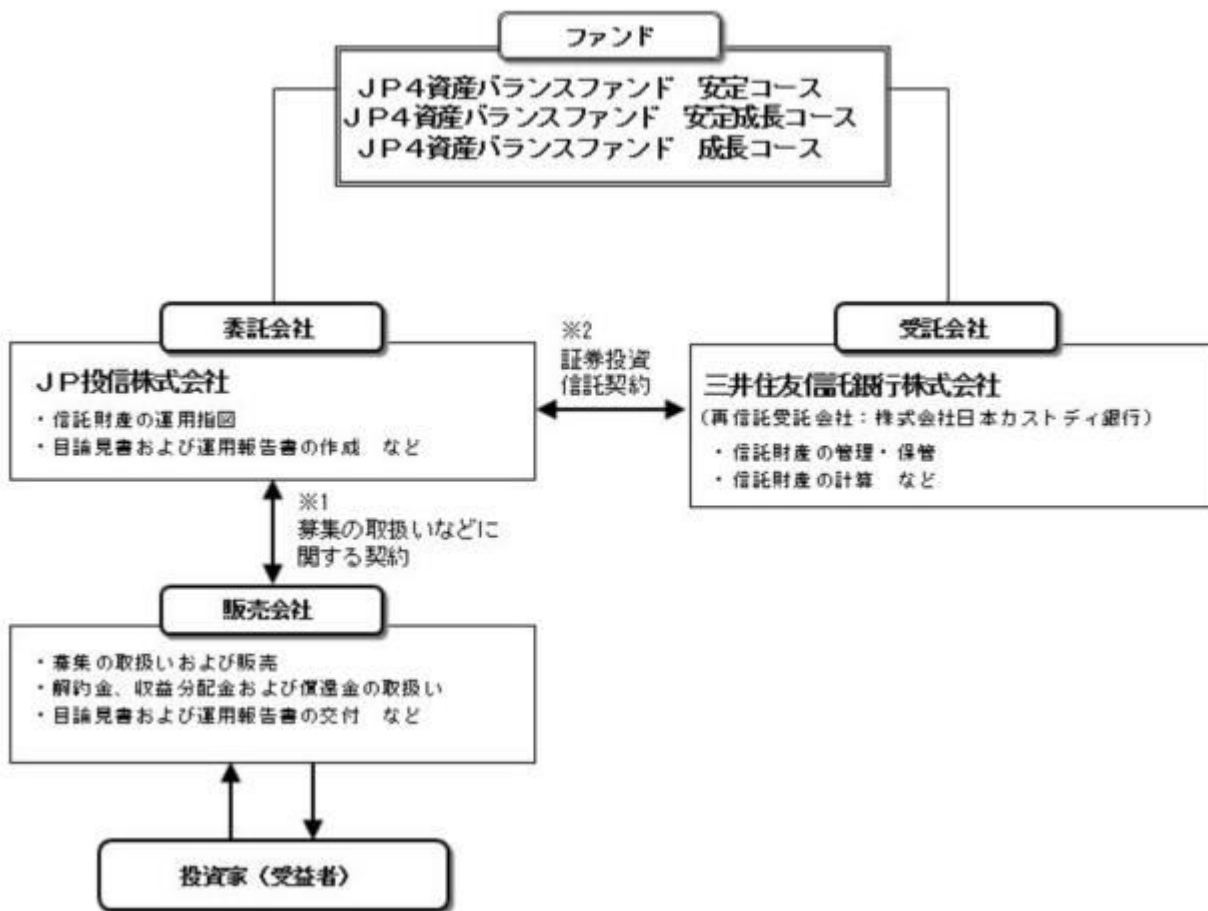 ファンド
JP4資産バランスファンド 安定コース
JP4資産バランスファンド 安定成長コース
JP4資産バランスファンド 成長コース
委託会社
JP投信株式会社
・信託財産の運用指図
・目論見書および運用報告書の作成 など
※2
証券投資
信託契約
受託会社
三井住友信託銀行株式会社
(再信託受託会社:株式会社日本カストディ銀行)
・信託財産の管理・保管
・信託財産の計算 など
※1
募集の取扱いなどに
関する契約
販売会社
・募集の取扱いおよび販売
・解約金、収益分配金および償還金の取扱い
・目論見書および運用報告書の交付 など
投資家(受益者)